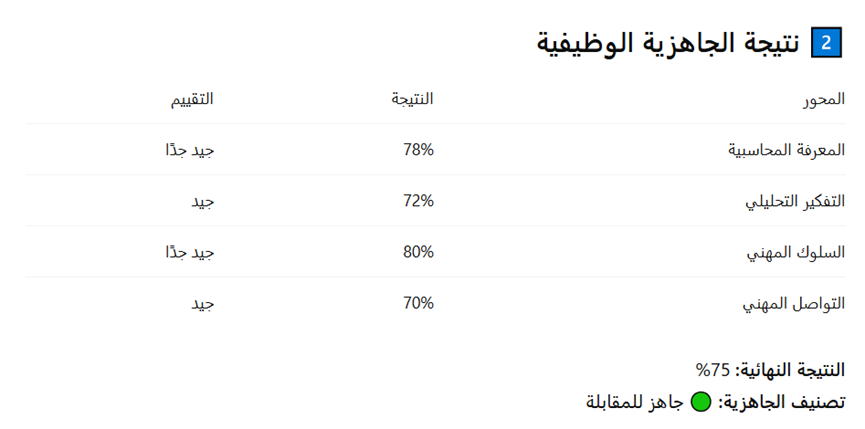 2 نتيجة الجاهزية الوظيفية
المحور النتيجة التقييم
المعرفة المحاسبية 78% جيد جدًا
التفكير التحليلي 72% جيد
السلوك المهني 80% جيد جدًا
التواصل المهني 70% جيد
النتيجة النهائية: 75%
تصنيف الجاهزية: 🟢 جاهز للمقابلة